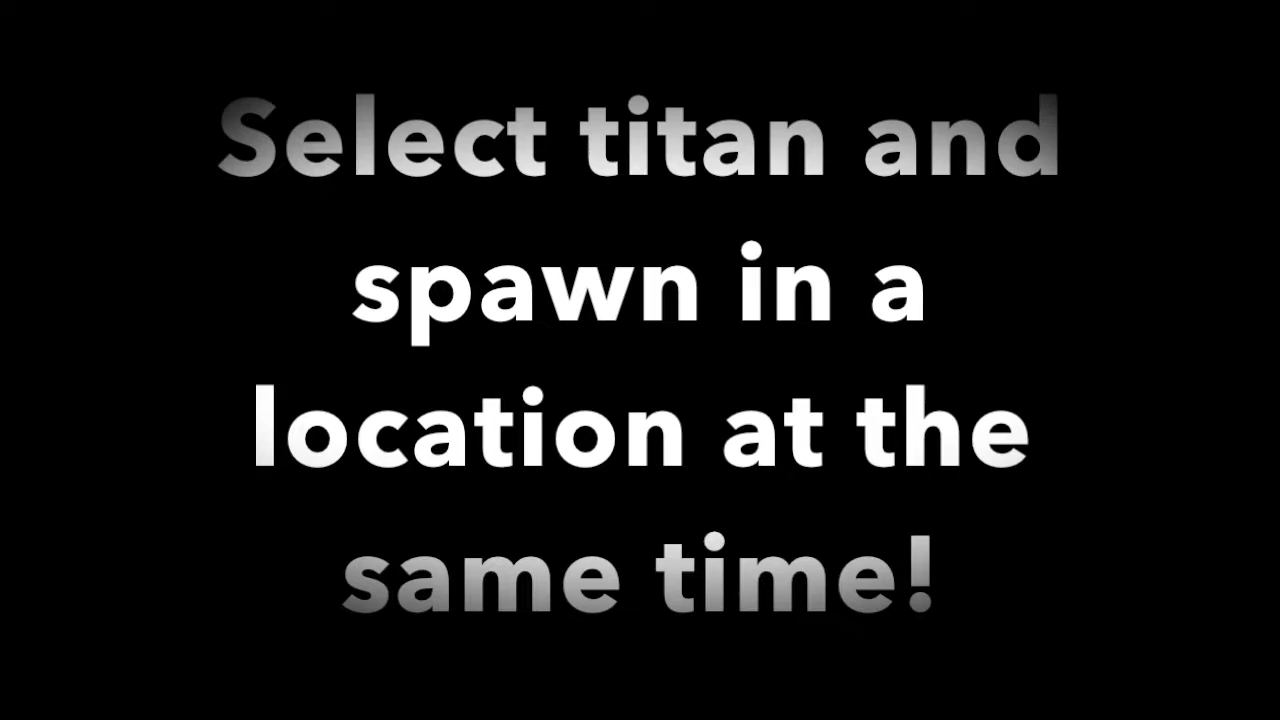 Select titan and
spawn in a
location at the
same time!